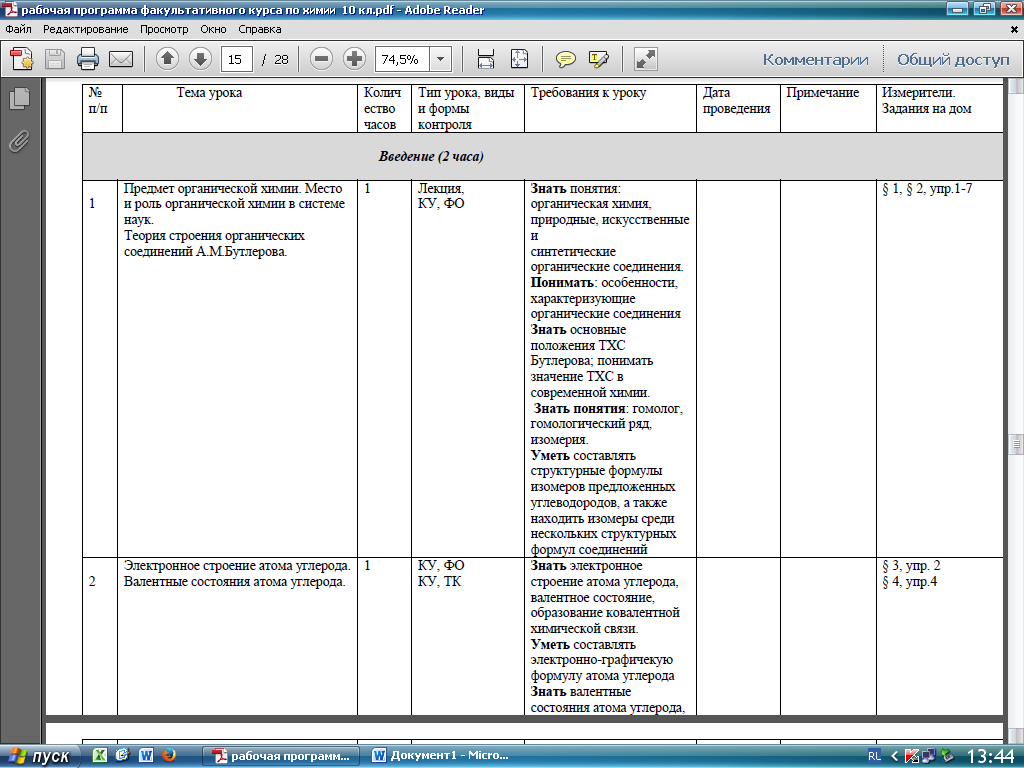 рабочая программа факультативного курса по химии 10 кл.pdf - Adobe Reader
Файл Редактирование Просмотр Окно Справка
15 / 28 74,5% Комментарии Общий доступ
№ п/п
Тема урока
Колич
ество
часов
Тип урока, виды
и формы
контроля
Требования к уроку
Дата
проведения
Примечание
Измерители.
Задания на дом
Введение (2 часа)
1
Предмет органической химии. Место
и роль органической химии в системе
наук.
Теория строения органических
соединений А.М.Бутлерова.
1
Лекция,
КУ, ФО
Знать понятия:
органическая химия,
природные, искусственные
и
синтетические
органические соединения.
Понимать: особенности,
характеризующие
органические соединения
Знать основные
положения ТХС
Бутлерова; понимать
значение ТХС в
современной химии.
Знать понятия: гомолог,
гомологический ряд,
изомерия.
Уметь составлять
структурные формулы
изомеров предложенных
углеводородов, а также
находить изомеры среди
нескольких структурных
формул соединений
§ 1, § 2, упр.1-7
2
Электронное строение атома углерода.
Валентные состояния атома углерода.
1
КУ, ФО
КУ, ТК
Знать электронное
строение атома углерода,
валентное состояние,
образование ковалентной
химической связи.
Уметь составлять
электронно-графичекую
формулу атома углерода
Знать валентные
состояния атома углерода,
§ 3, упр. 2
§ 4, упр.4
пуск рабочая программ... Документ1 - Micro... RL 13:44